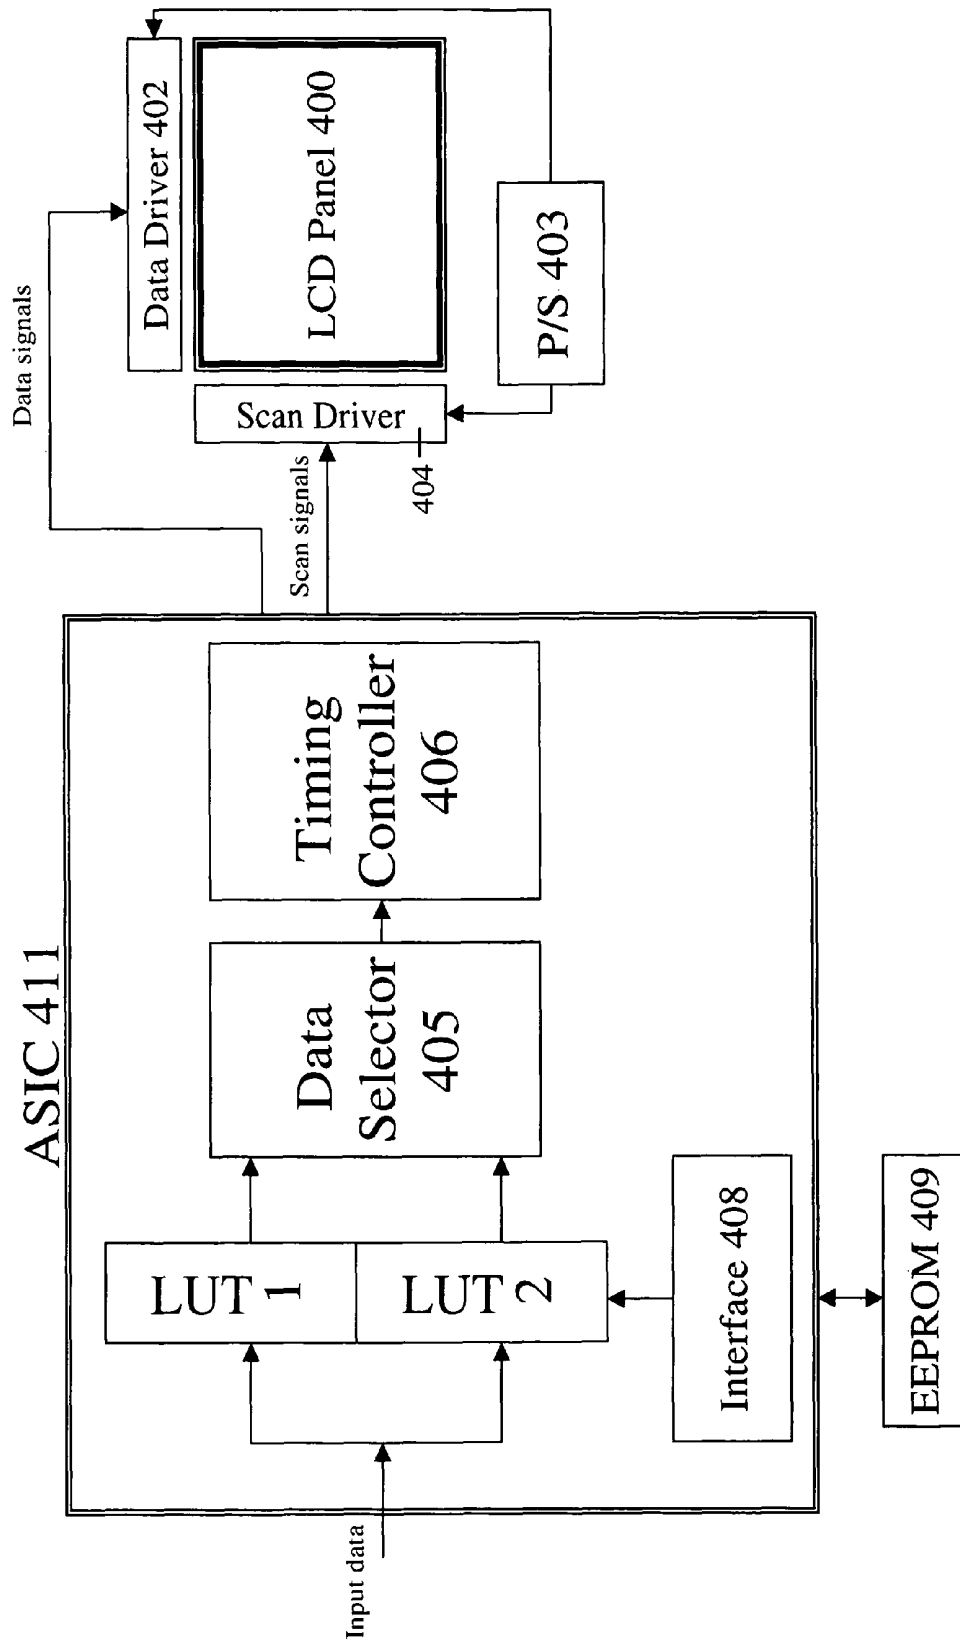 ASIC 411
Input data
LUT 1
LUT 2
Interface 408
EEPROM 409
Data
Selector
405
Timing
Controller
406
Data signals
Scan signals
Scan Driver
404
Data Driver 402
LCD Panel 400
P/S 403